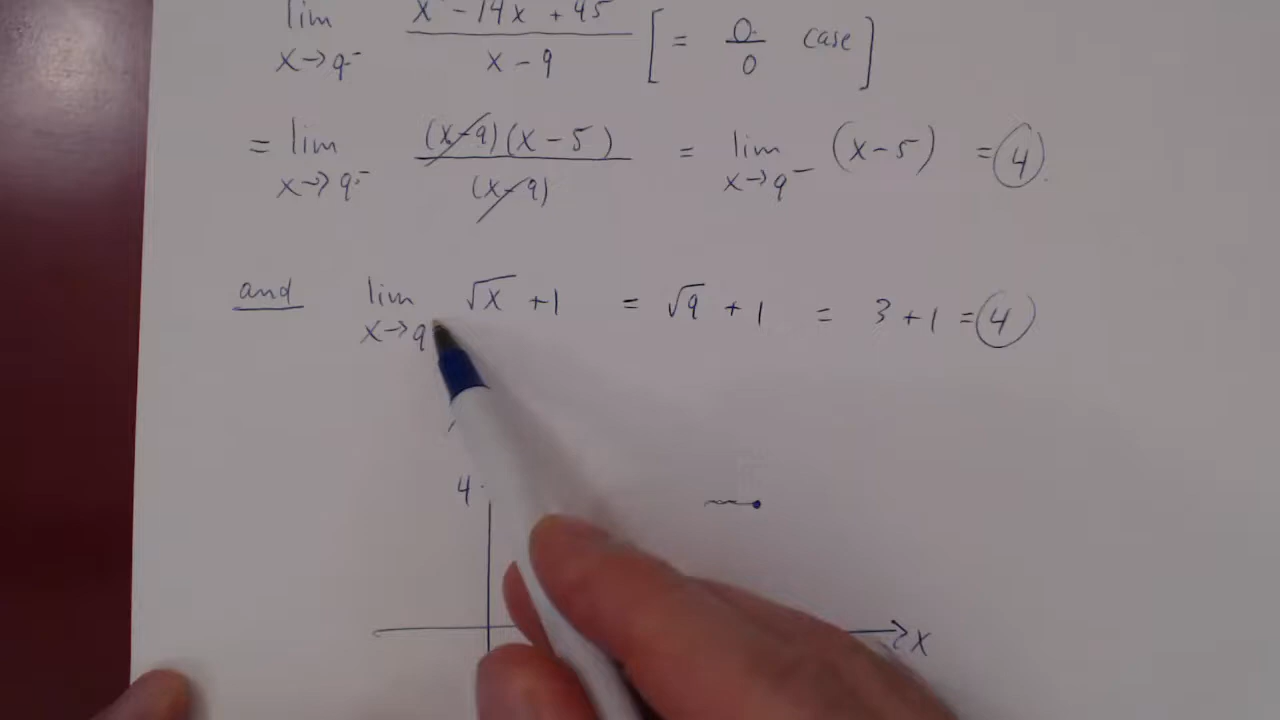 lim x - 14x + 45 [ = 0 case ]
x→9⁻ x - 9 0
= lim (x-9)(x-5) = lim (x-5) = 4
x→9⁻ (x-9) x→9⁻
and lim √x +1 = √9 + 1 = 3 + 1 = 4
x→9
4
x